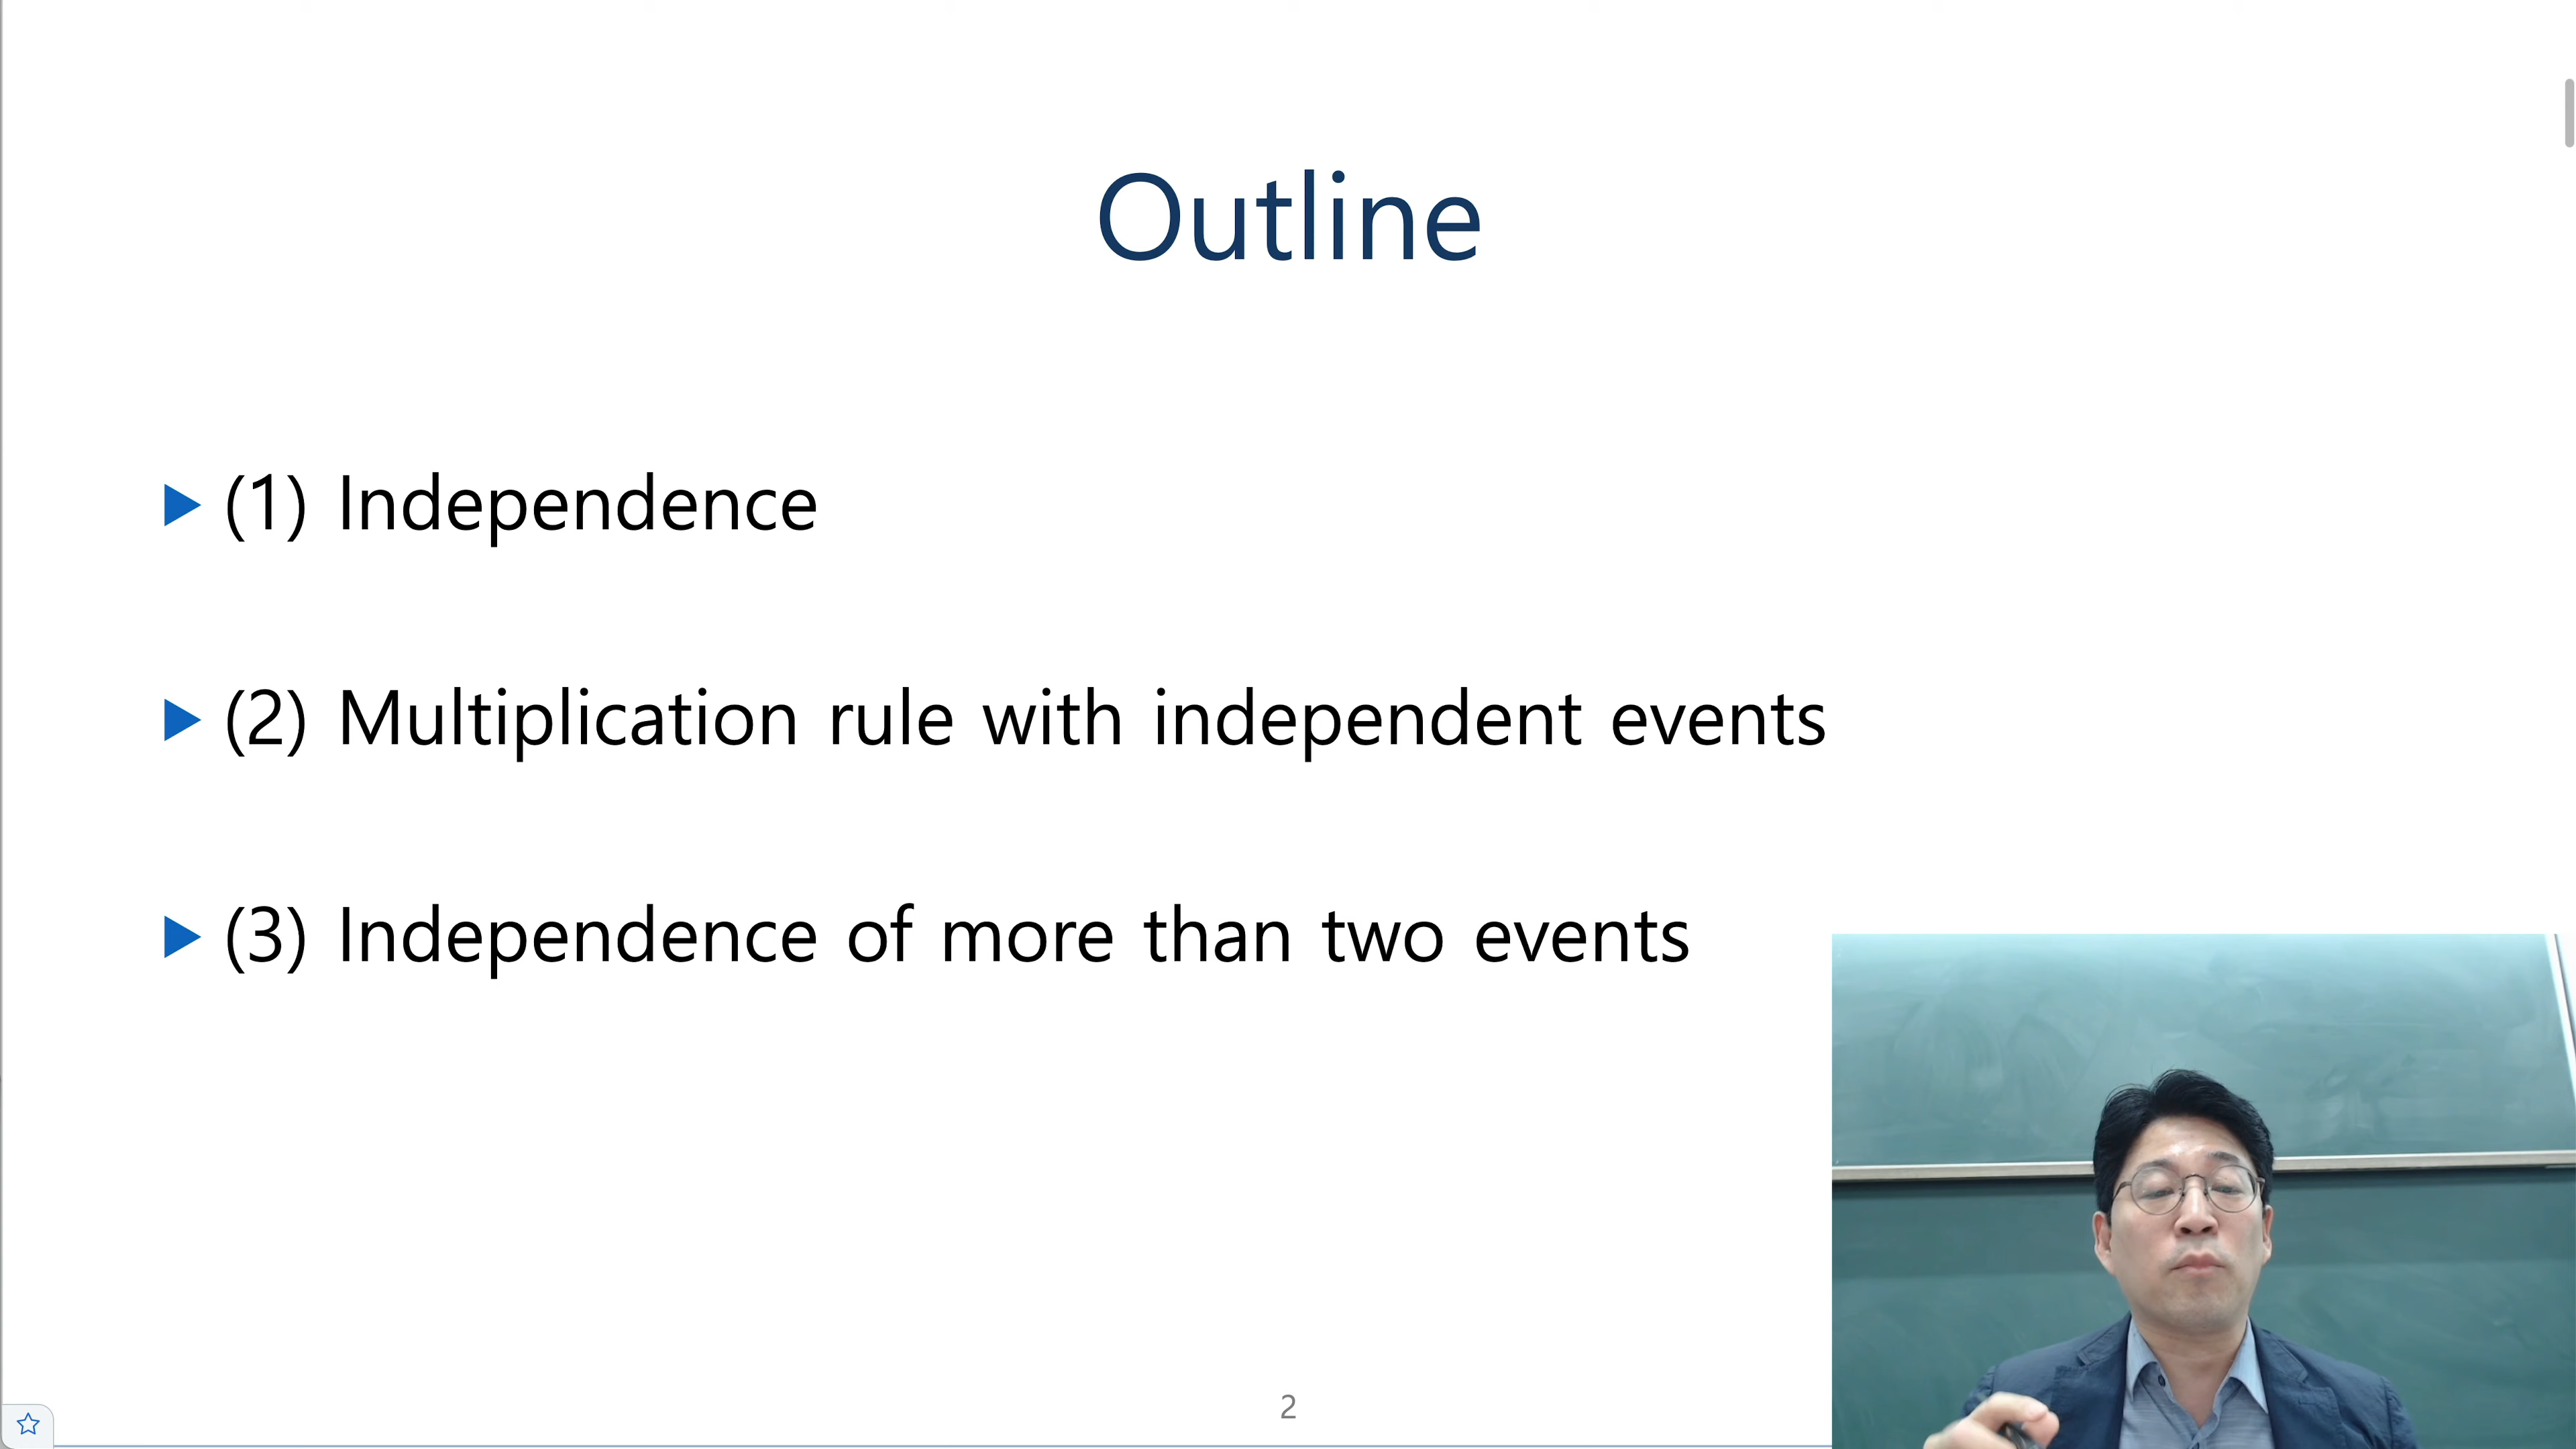 Outline
(1) Independence
(2) Multiplication rule with independent events
(3) Independence of more than two events
2